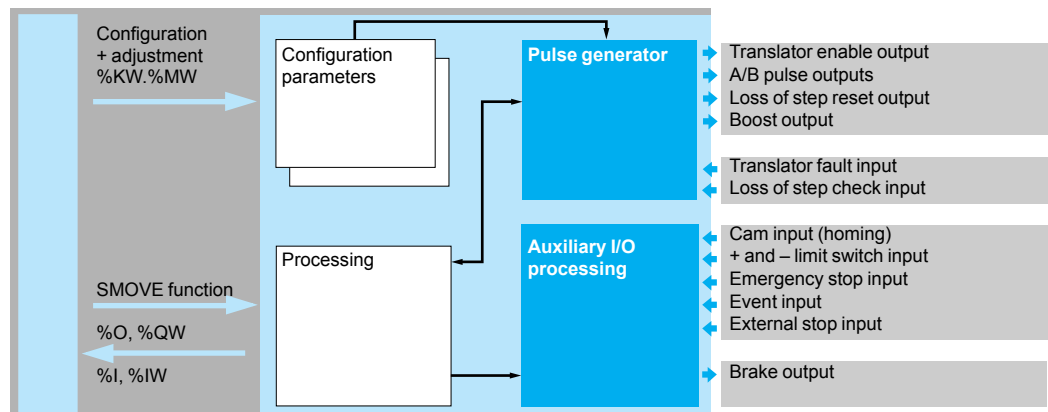 Configuration
+ adjustment
%KW.%MW
Configuration
parameters
Pulse generator
Translator enable output
A/B pulse outputs
Loss of step reset output
Boost output
Translator fault input
Loss of step check input
Processing
Auxiliary I/O
processing
Cam input (homing)
+ and – limit switch input
Emergency stop input
Event input
External stop input
SMOVE function
%O, %QW
%I, %IW
Brake output